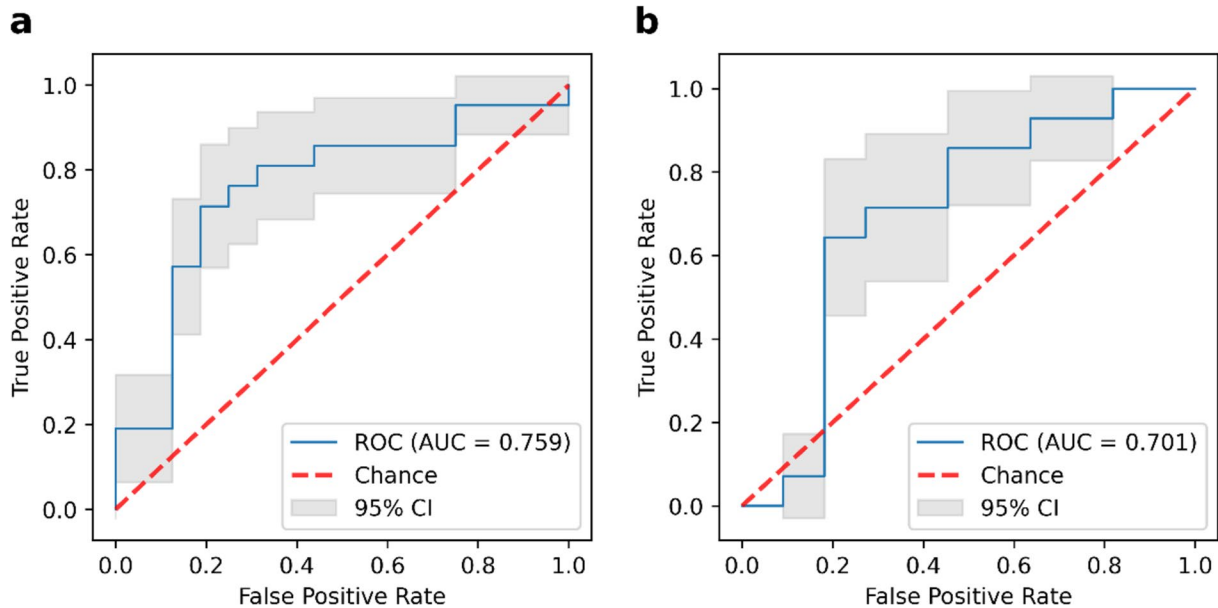 a
1.0
0.8
0.6
0.4
0.2
0.0
True Positive Rate
0.0 0.2 0.4 0.6 0.8 1.0
False Positive Rate
ROC (AUC = 0.759)
Chance
95% CI
b
1.0
0.8
0.6
0.4
0.2
0.0
True Positive Rate
0.0 0.2 0.4 0.6 0.8 1.0
False Positive Rate
ROC (AUC = 0.701)
Chance
95% CI